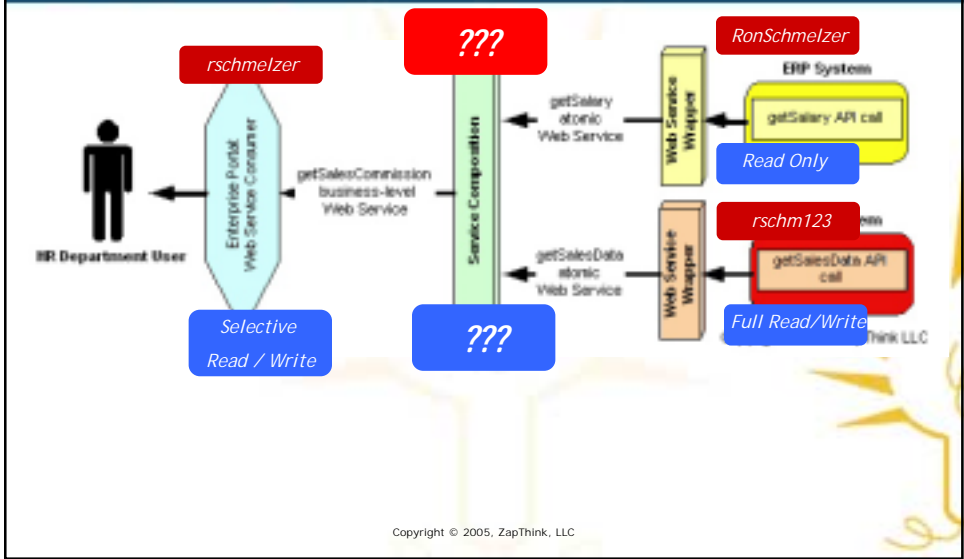 ???
RonSchmelzer
rschmelzer
ERP System
getSalary
atomic
Web Service
Web Service
Wrapper
getSalary API call
Read Only
Enterprise Portal
Web Service Consumer
getSalesCommission
business-level
Web Service
Service Composition
HR Department User
rschm123
getSalesData
atomic
Web Service
Web Service
Wrapper
getSalesData API
call
Selective
Read / Write
???
Full Read/Write
Think LLC
Copyright © 2005, ZapThink, LLC